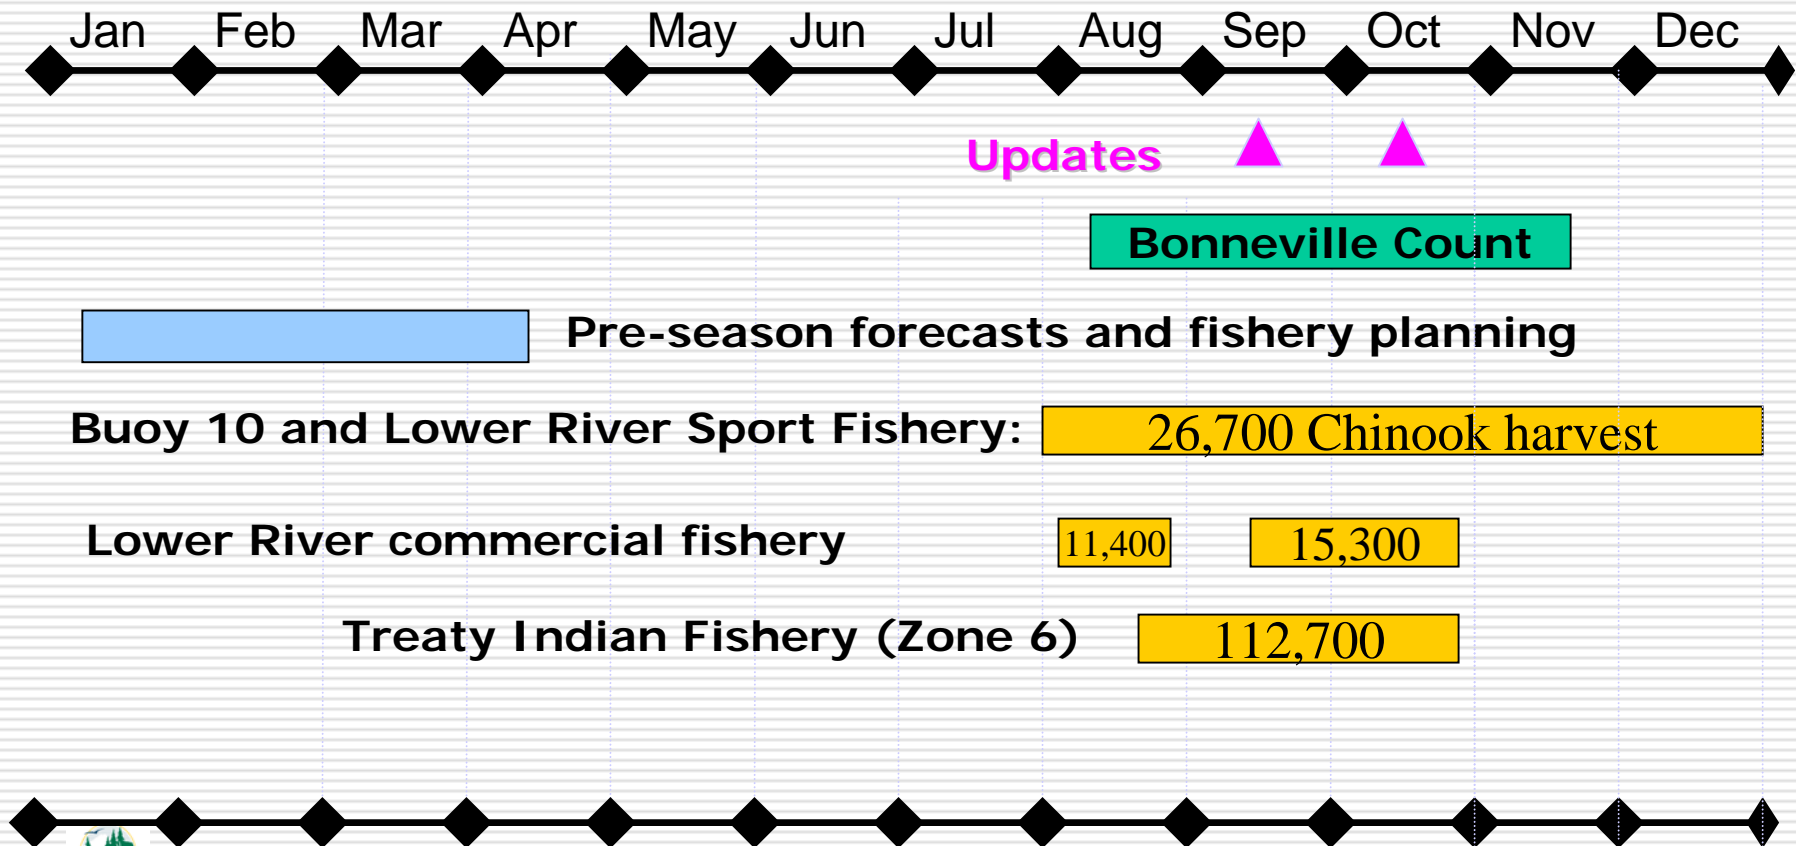 Jan Feb Mar Apr May Jun Jul Aug Sep Oct Nov Dec
Updates
Bonneville Count
Pre-season forecasts and fishery planning
Buoy 10 and Lower River Sport Fishery: 26,700 Chinook harvest
Lower River commercial fishery 11,400 15,300
Treaty Indian Fishery (Zone 6) 112,700